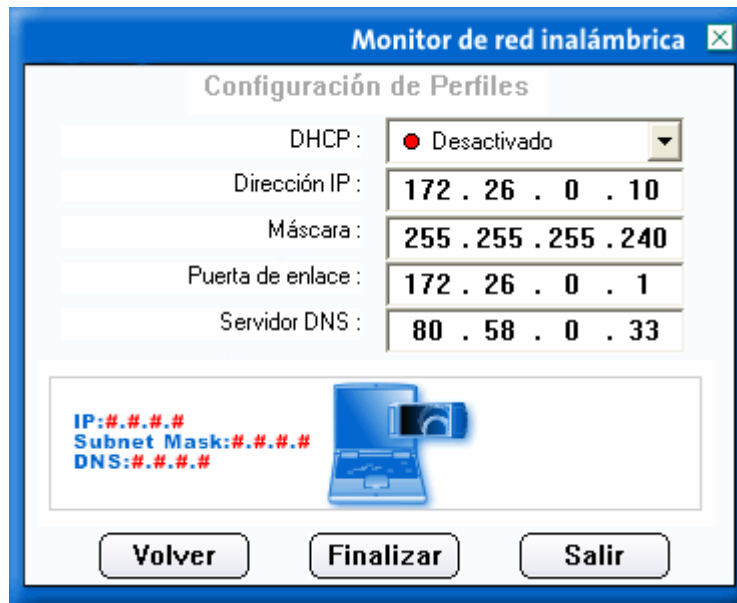 Monitor de red inalámbrica
Configuración de Perfiles
DHCP : Desactivado
Dirección IP : 172 . 26 . 0 . 10
Máscara : 255 . 255 . 255 . 240
Puerta de enlace : 172 . 26 . 0 . 1
Servidor DNS : 80 . 58 . 0 . 33
IP:#.#.#.#
Subnet Mask:#.#.#.#
DNS:#.#.#.#
Volver Finalizar Salir